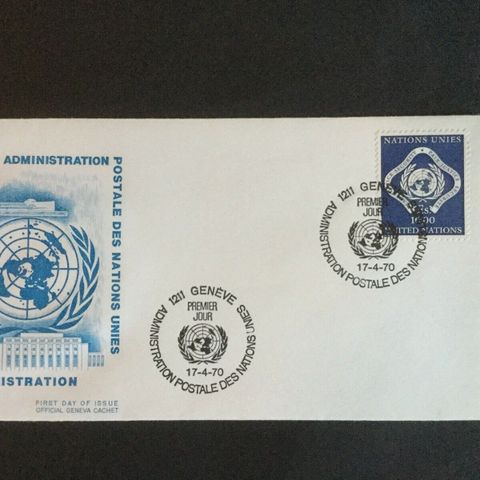 ADMINISTRATION
POSTALE DES NATIONS UNIES
ISTRATION
FIRST DAY OF ISSUE
OFFICIAL GENEVA CACHET
1211 GENÈVE
PREMIER
JOUR
17-4-70
ADMINISTRATION POSTALE DES NATIONS UNIES
1211 GENÈVE
PREMIER
JOUR
17-4-70
ADMINISTRATION POSTALE DES NATIONS
NATIONS UNIES
10.00
UNITED NATIONS